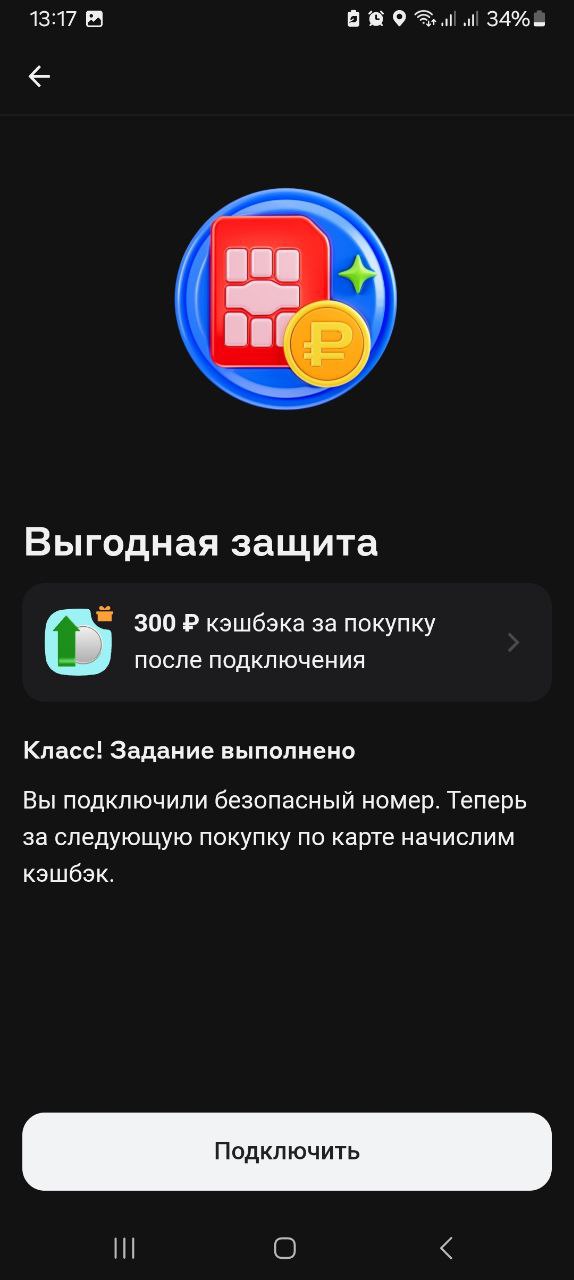 13:17
34%
Выгодная защита
300 ₽ кэшбэка за покупку
после подключения
Класс! Задание выполнено
Вы подключили безопасный номер. Теперь
за следующую покупку по карте начислим
кэшбэк.
Подключить